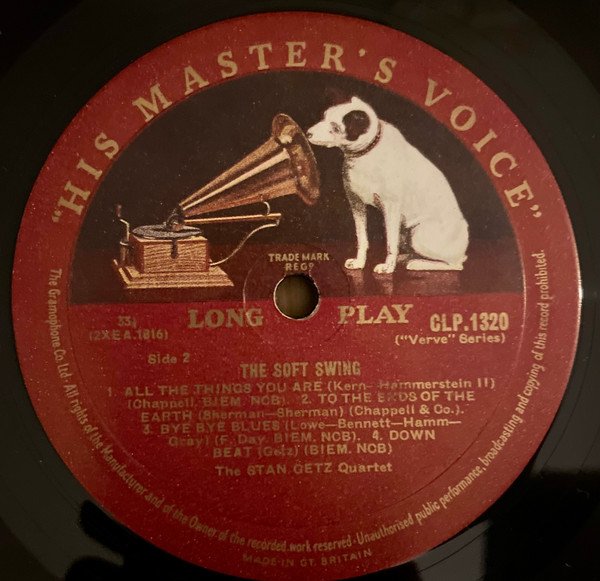 "HIS MASTER'S VOICE"
TRADE MARK
REGD
LONG PLAY
33⅓
(2XEA.1816)
CLP.1320
("Verve" Series)
Side 2
THE SOFT SWING
1. ALL THE THINGS YOU ARE (Kern—Hammerstein II)
(Chappell, BIEM. NCB). 2. TO THE ENDS OF THE
EARTH (Sherman—Sherman) (Chappell & Co.).
3. BYE BYE BLUES (Lowe—Bennett—Hamm—
Gray) (F. Day. BIEM. NCB). 4. DOWN
BEAT (Getz) (BIEM. NCB)
The STAN GETZ Quartet
The Gramophone Co. Ltd. All rights of the Manufacturer and of the Owner of the recorded work reserved · Unauthorised public performance, broadcasting and copying of this record prohibited.
MADE IN GT. BRITAIN